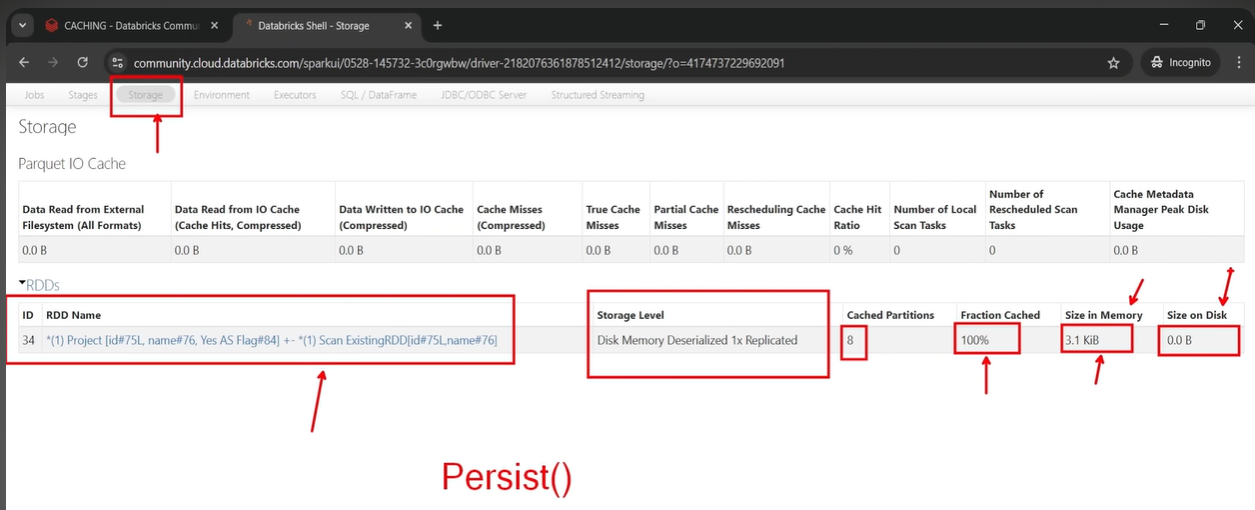 CACHING - Databricks Commu
Databricks Shell - Storage
community.cloud.databricks.com/sparkui/0528-145732-3c0rgwbw/driver-2182076361878512412/storage/?o=4174737229692091
Incognito
Jobs Stages Storage Environment Executors SQL / DataFrame JDBC/ODBC Server Structured Streaming
Storage
Parquet IO Cache
Data Read from External Filesystem (All Formats) Data Read from IO Cache (Cache Hits, Compressed) Data Written to IO Cache (Compressed) Cache Misses (Compressed) True Cache Misses Partial Cache Misses Rescheduling Cache Misses Cache Hit Ratio Number of Local Scan Tasks Number of Rescheduled Scan Tasks Cache Metadata Manager Peak Disk Usage
0.0 B 0.0 B 0.0 B 0.0 B 0.0 B 0.0 B 0.0 B 0 % 0 0 0.0 B
RDDs
ID RDD Name Storage Level Cached Partitions Fraction Cached Size in Memory Size on Disk
34 *(1) Project [id#75L, name#76, Yes AS Flag#84] +- *(1) Scan ExistingRDD[id#75L,name#76] Disk Memory Deserialized 1x Replicated 8 100% 3.1 KiB 0.0 B
Persist()